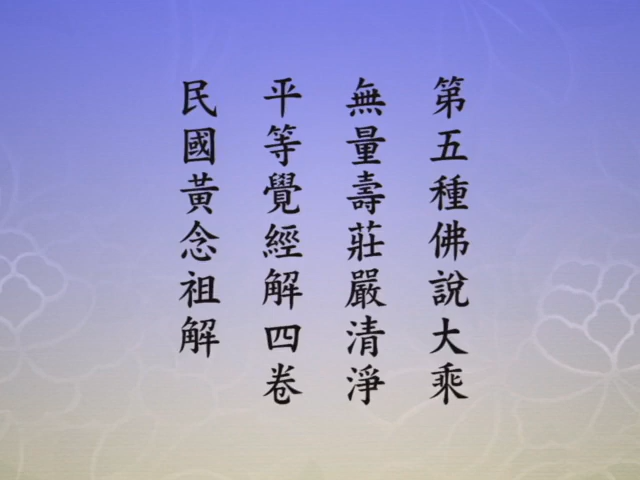 第五種佛說大乘
無量壽莊嚴清淨
平等覺經解四卷
民國黃念祖解